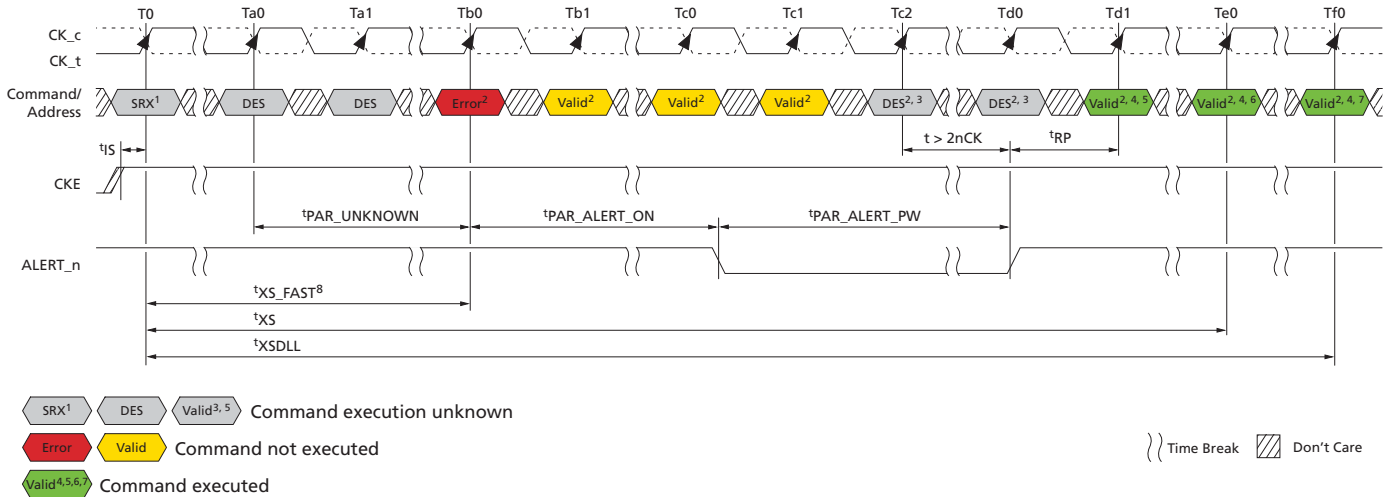 T0 Ta0 Ta1 Tb0 Tb1 Tc0 Tc1 Tc2 Td0 Td1 Te0 Tf0
CK_c
CK_t
Command/
Address
SRX¹ DES DES Error² Valid² Valid² Valid² DES²,³ DES²,³ Valid²,⁴,⁵ Valid²,⁴,⁶ Valid²,⁴,⁷
tIS t > 2nCK tRP
CKE
tPAR_UNKNOWN tPAR_ALERT_ON tPAR_ALERT_PW
ALERT_n
tXS_FAST⁸
tXS
tXSDLL
SRX¹ DES Valid³,⁵ Command execution unknown
Error Valid Command not executed
Valid⁴,⁵,⁶,⁷ Command executed
Time Break Don't Care